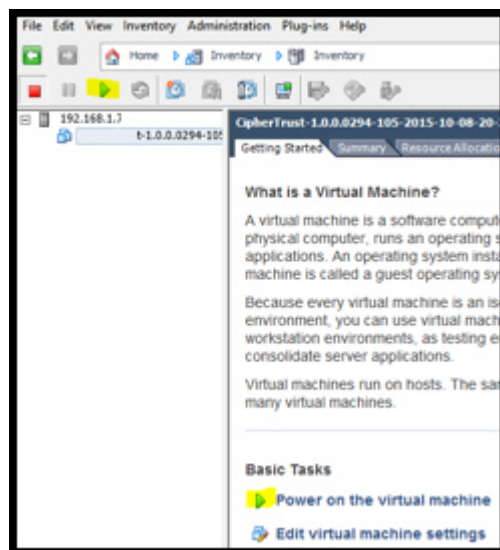 File Edit View Inventory Administration Plug-ins Help
Home Inventory Inventory
192.168.1.7
t-1.0.0.0294-105
CipherTrust-1.0.0.0294-105-2015-10-08-20-
Getting Started Summary Resource Allocatio
What is a Virtual Machine?
A virtual machine is a software comput
physical computer, runs an operating s
applications. An operating system insta
machine is called a guest operating sy
Because every virtual machine is an is
environment, you can use virtual mach
workstation environments, as testing e
consolidate server applications.
Virtual machines run on hosts. The sar
many virtual machines.
Basic Tasks
Power on the virtual machine
Edit virtual machine settings